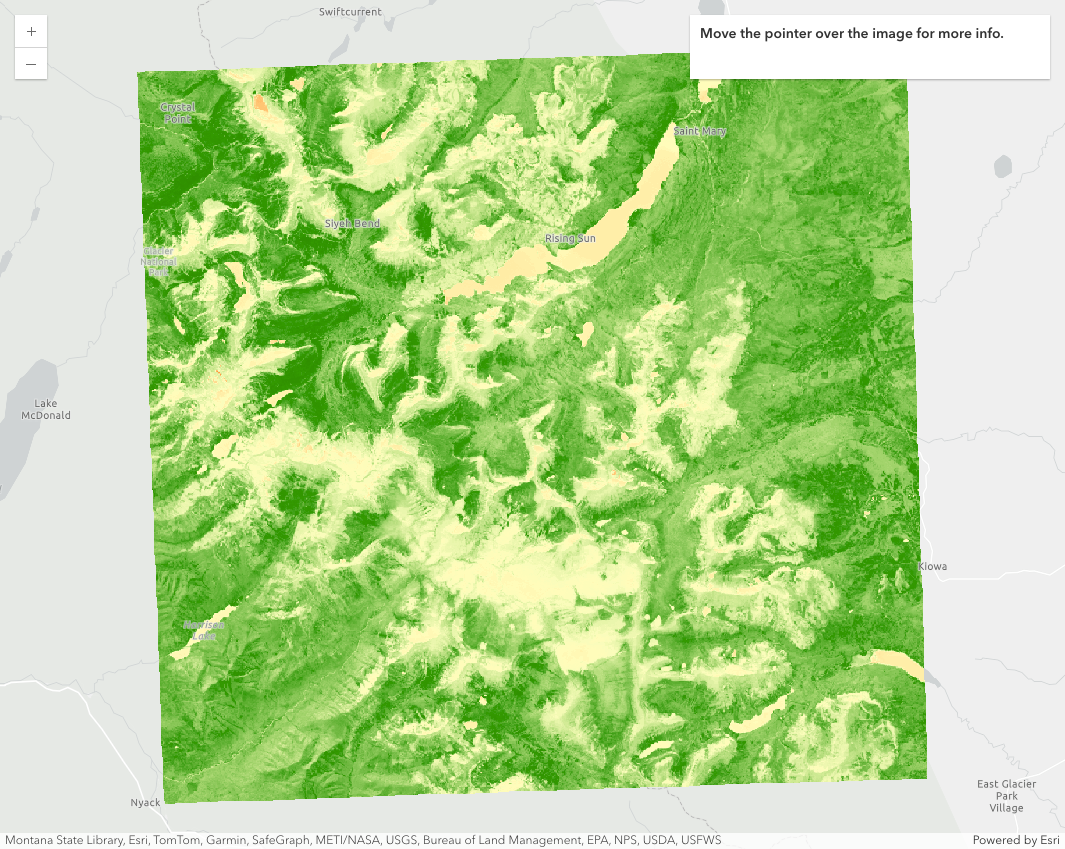 Swiftcurrent
+
Move the pointer over the image for more info.
−
Crystal
Point
Saint Mary
Siyeh Bend
Rising Sun
Glacier
National
Park
Lake
McDonald
Kiowa
Harrison
Lake
East Glacier
Park
Village
Nyack
Montana State Library, Esri, TomTom, Garmin, SafeGraph, METI/NASA, USGS, Bureau of Land Management, EPA, NPS, USDA, USFWS
Powered by Esri